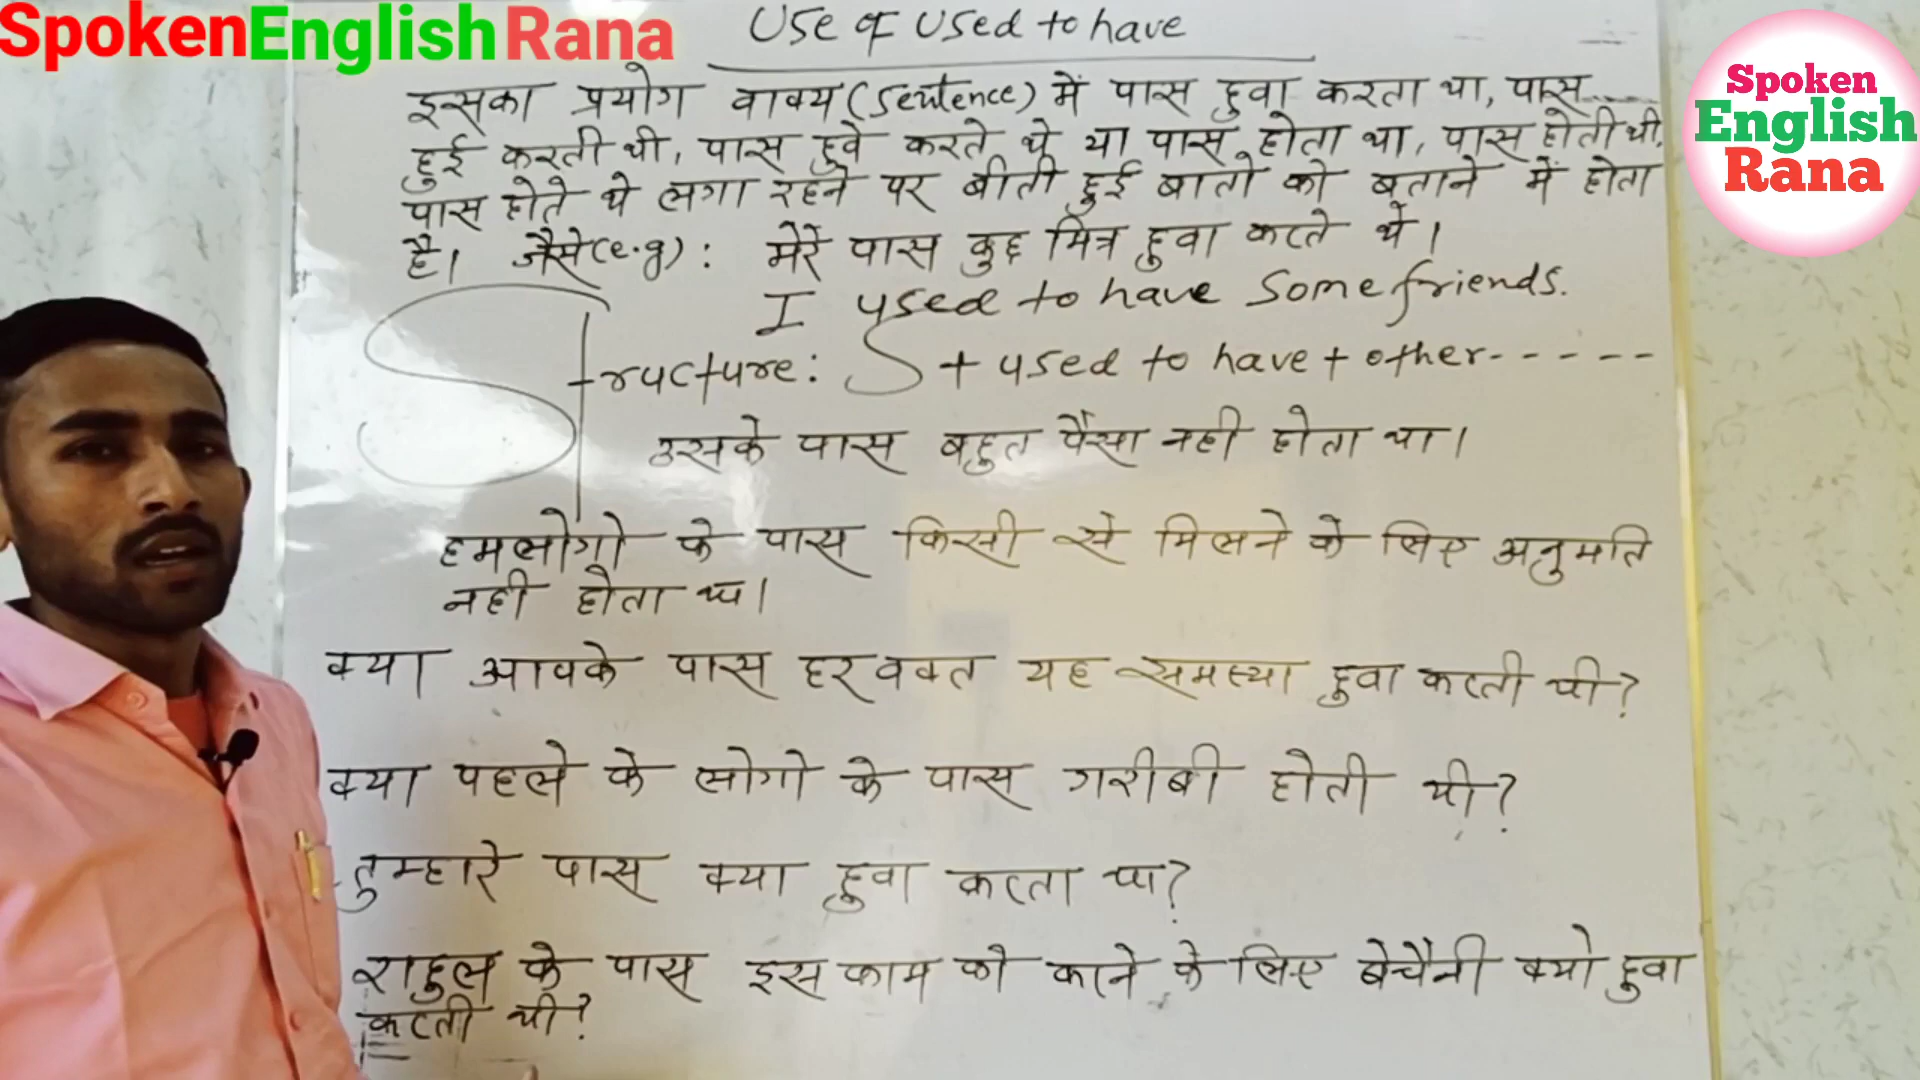 SpokenEnglish Rana
Use of used to have
Spoken
English
Rana
इसका प्रयोग वाक्य (Sentence) में पास हुवा करता था, पास
हुई करती थी, पास हुवे करते थे या पास होता था, पास होती थी,
पास होते थे लगा रहने पर बीती हुई बातो को बताने में होता
है। जैसे(e.g) : मेरे पास कुछ मित्र हुवा करते थे।
I used to have Some friends.
Structure: S + used to have + other- - - - -
उसके पास बहुत पैसा नही होता था।
हमलोगो के पास किसी से मिलने के लिए अनुमति
नही होता था।
क्या आपके पास हर वक्त यह समस्या हुवा करती थी?
क्या पहले के लोगो के पास गरीबी होती थी?
तुम्हारे पास क्या हुवा करता था?
राहुल के पास इस काम को करने के लिए बेचैनी क्यो हुवा
करती थी?